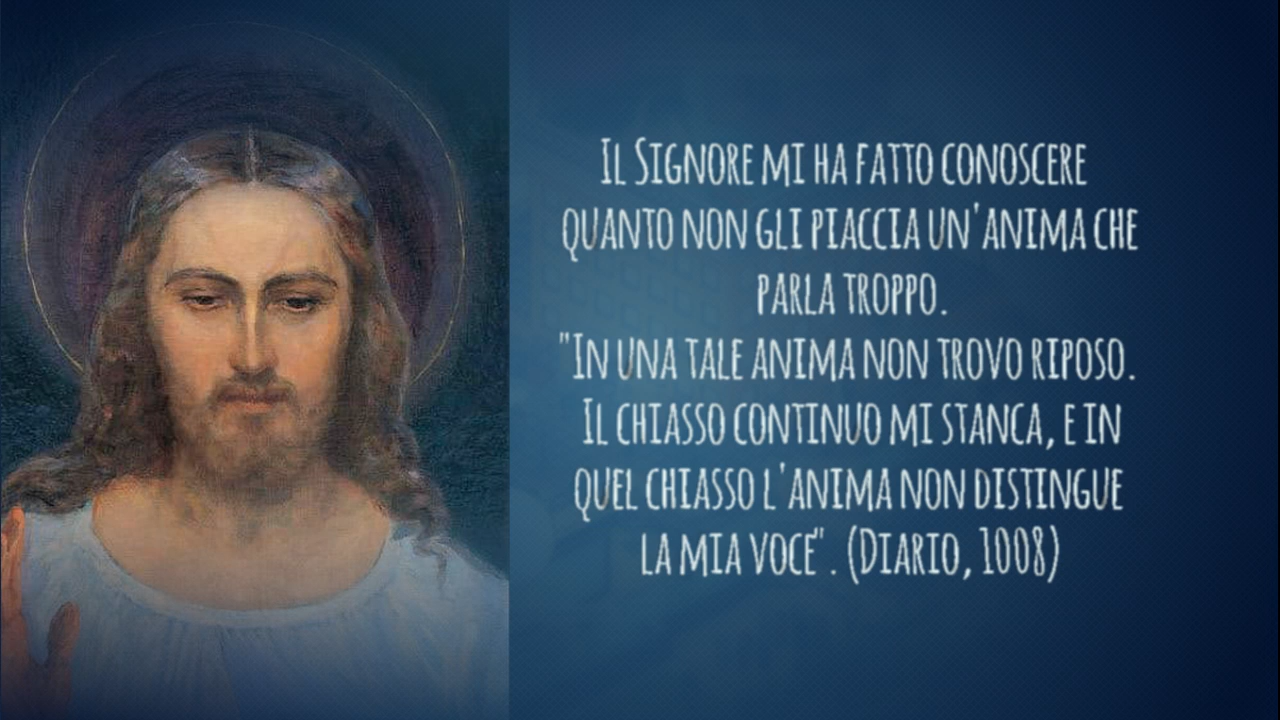 Il Signore mi ha fatto conoscere
quanto non gli piaccia un'anima che
parla troppo.
"In una tale anima non trovo riposo.
Il chiasso continuo mi stanca, e in
quel chiasso l'anima non distingue
la mia voce". (Diario, 1008)